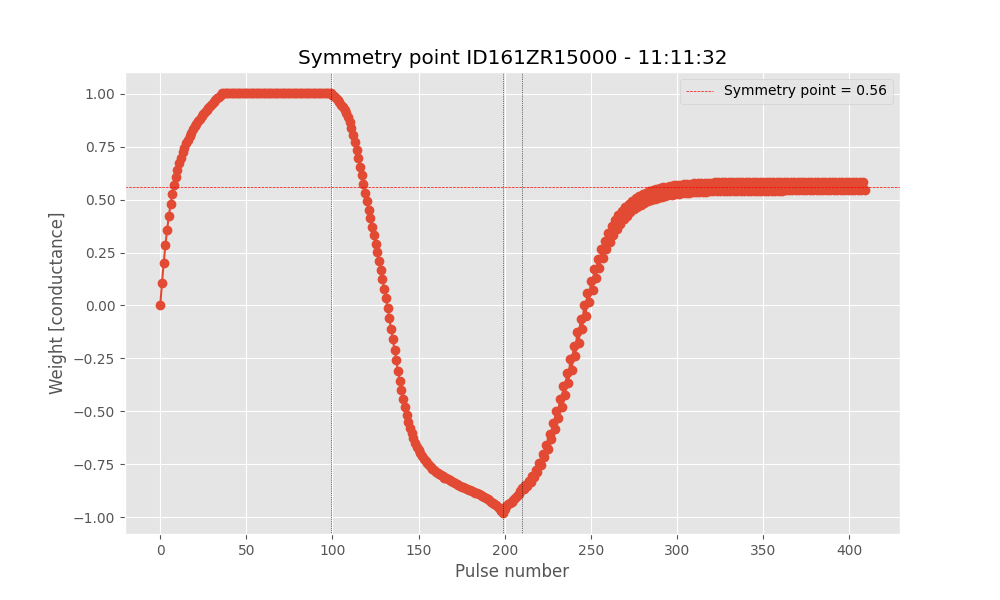 Symmetry point ID161ZR15000 - 11:11:32
Symmetry point = 0.56
Weight [conductance]
1.00
0.75
0.50
0.25
0.00
−0.25
−0.50
−0.75
−1.00
0 50 100 150 200 250 300 350 400
Pulse number